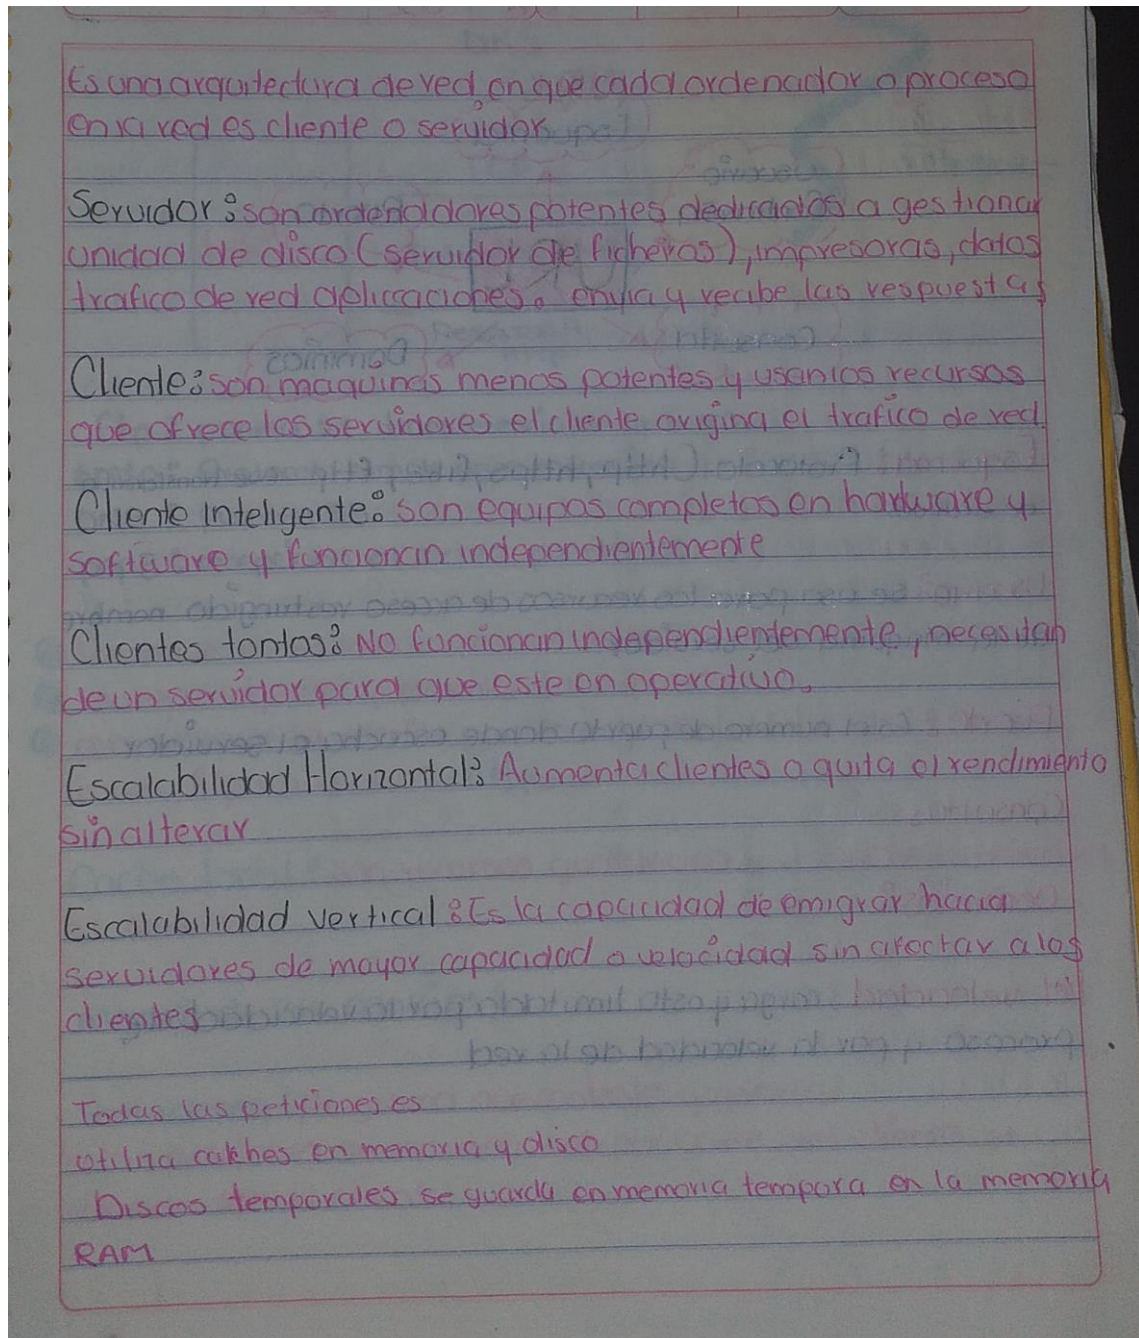 Es una arquitectura de red en que cada ordenador o proceso
en la red es cliente o servidor
Servidor: son ordenadores potentes dedicados a gestionar
unidad de disco (servidor de ficheros), impresoras, datos
trafico de red aplicaciones. envia y recibe las respuestas
Cliente: son maquinas menos potentes y usan los recursos
que ofrece los servidores el cliente origina el trafico de red
Cliente Inteligente: son equipos completos en hardware y
software y funcionan independientemente
Clientes tontos: No funcionan independientemente, necesitan
de un servidor para que este en operativo.
Escalabilidad Horizontal: Aumenta clientes o quita el rendimiento
sin alterar
Escalabilidad vertical: Es la capacidad de emigrar hacia
servidores de mayor capacidad o velocidad sin afectar a los
clientes
Todas las peticiones es
utiliza en memoria y disco
Discos temporales se guarda en memoria tempora en la memoria
RAM